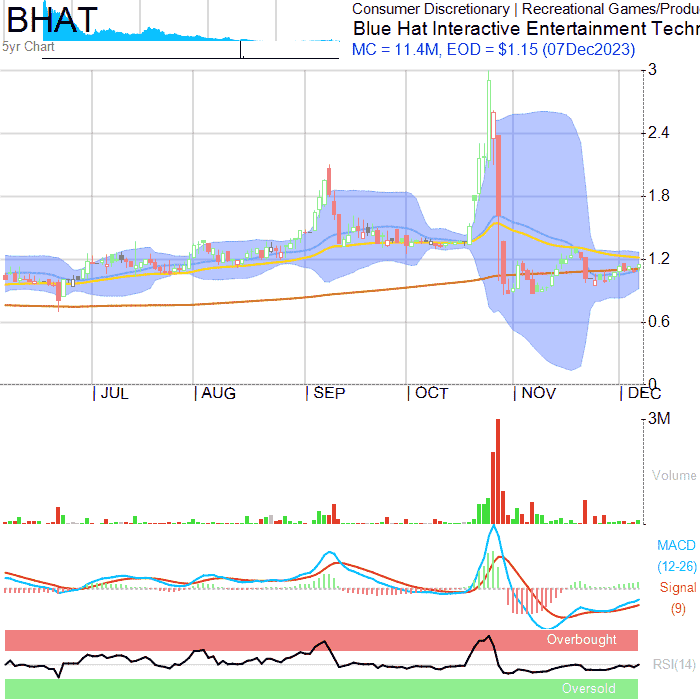 BHAT
5yr Chart
Consumer Discretionary | Recreational Games/Produ
Blue Hat Interactive Entertainment Techn
MC = 11.4M, EOD = $1.15 (07Dec2023)
3
2.4
1.8
1.2
0.6
0
JUL
AUG
SEP
OCT
NOV
DEC
3M
Volume
MACD
(12-26)
Signal
(9)
Overbought
RSI(14)
Oversold